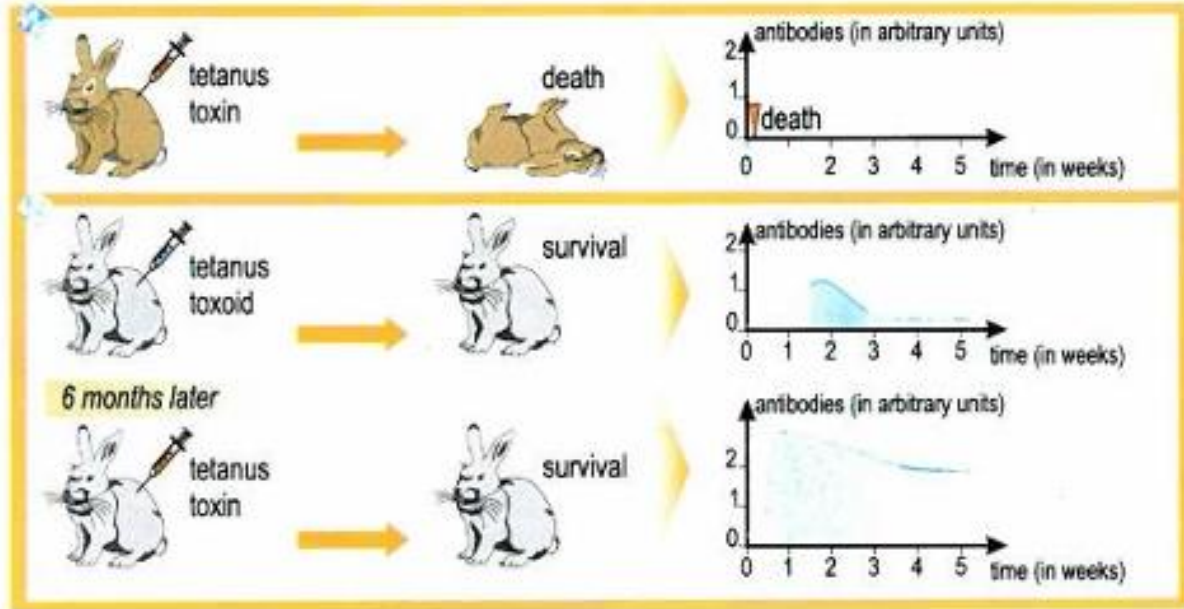 tetanus
toxin
death
antibodies (in arbitrary units)
2
1
0
death
0 2 3 4 5 time (in weeks)
tetanus
toxoid
survival
antibodies (in arbitrary units)
2
1
0
0 1 2 3 4 5 time (in weeks)
6 months later
tetanus
toxin
survival
antibodies (in arbitrary units)
2
1
0
0 1 2 3 4 5 time (in weeks)